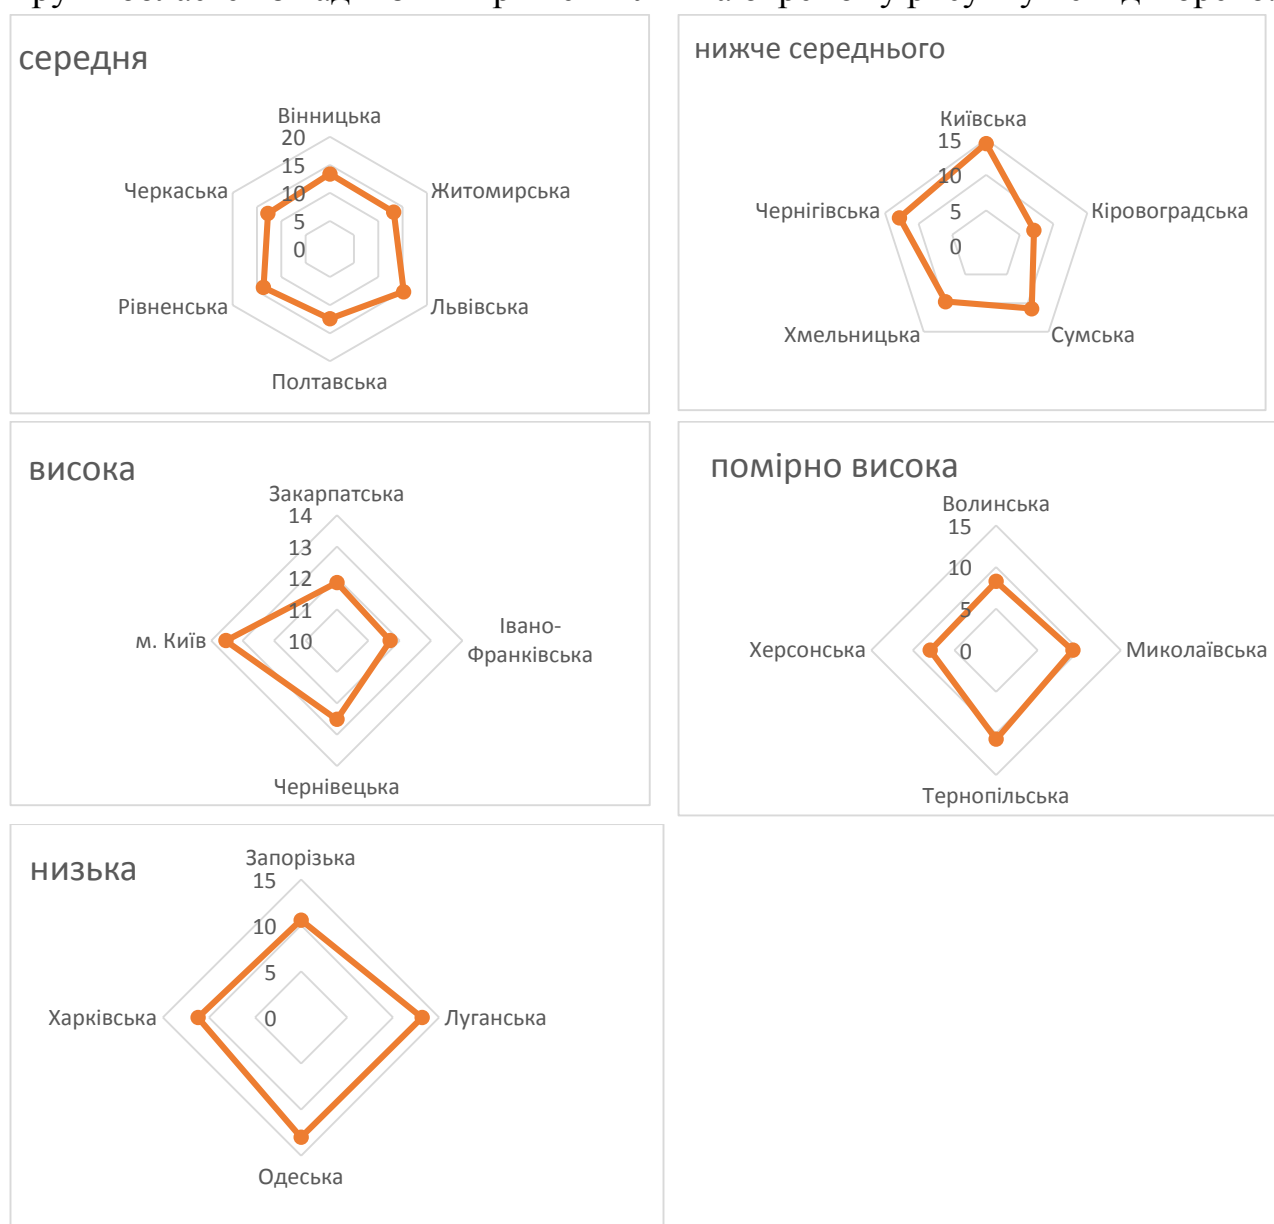 середня
Вінницька
20
15
10
5
0
Черкаська
Житомирська
Рівненська
Львівська
Полтавська
нижче середнього
Київська
15
10
5
0
Чернігівська
Кіровоградська
Хмельницька
Сумська
висока
Закарпатська
14
13
12
11
10
м. Київ
Івано-
Франківська
Чернівецька
помірно висока
Волинська
15
10
5
0
Херсонська
Миколаївська
Тернопільська
низька
Запорізька
15
10
5
0
Харківська
Луганська
Одеська